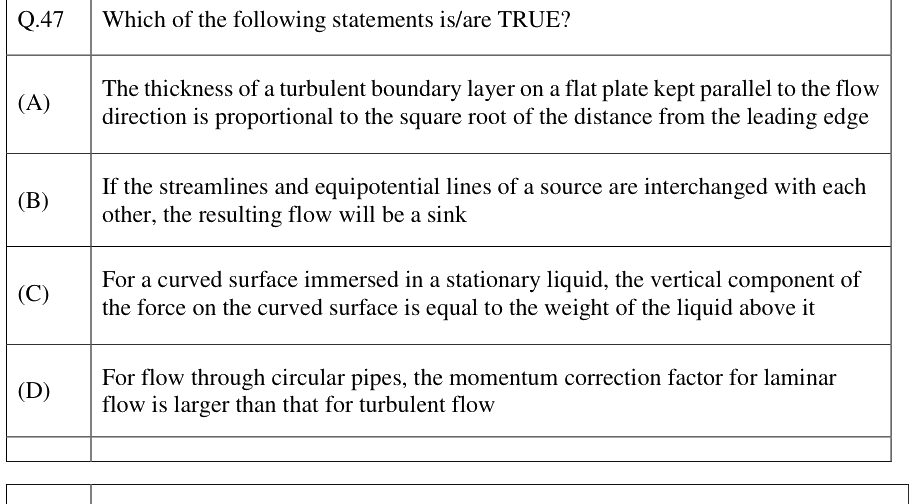 Q.47 Which of the following statements is/are TRUE?
(A) The thickness of a turbulent boundary layer on a flat plate kept parallel to the flow
direction is proportional to the square root of the distance from the leading edge
(B) If the streamlines and equipotential lines of a source are interchanged with each
other, the resulting flow will be a sink
(C) For a curved surface immersed in a stationary liquid, the vertical component of
the force on the curved surface is equal to the weight of the liquid above it
(D) For flow through circular pipes, the momentum correction factor for laminar
flow is larger than that for turbulent flow